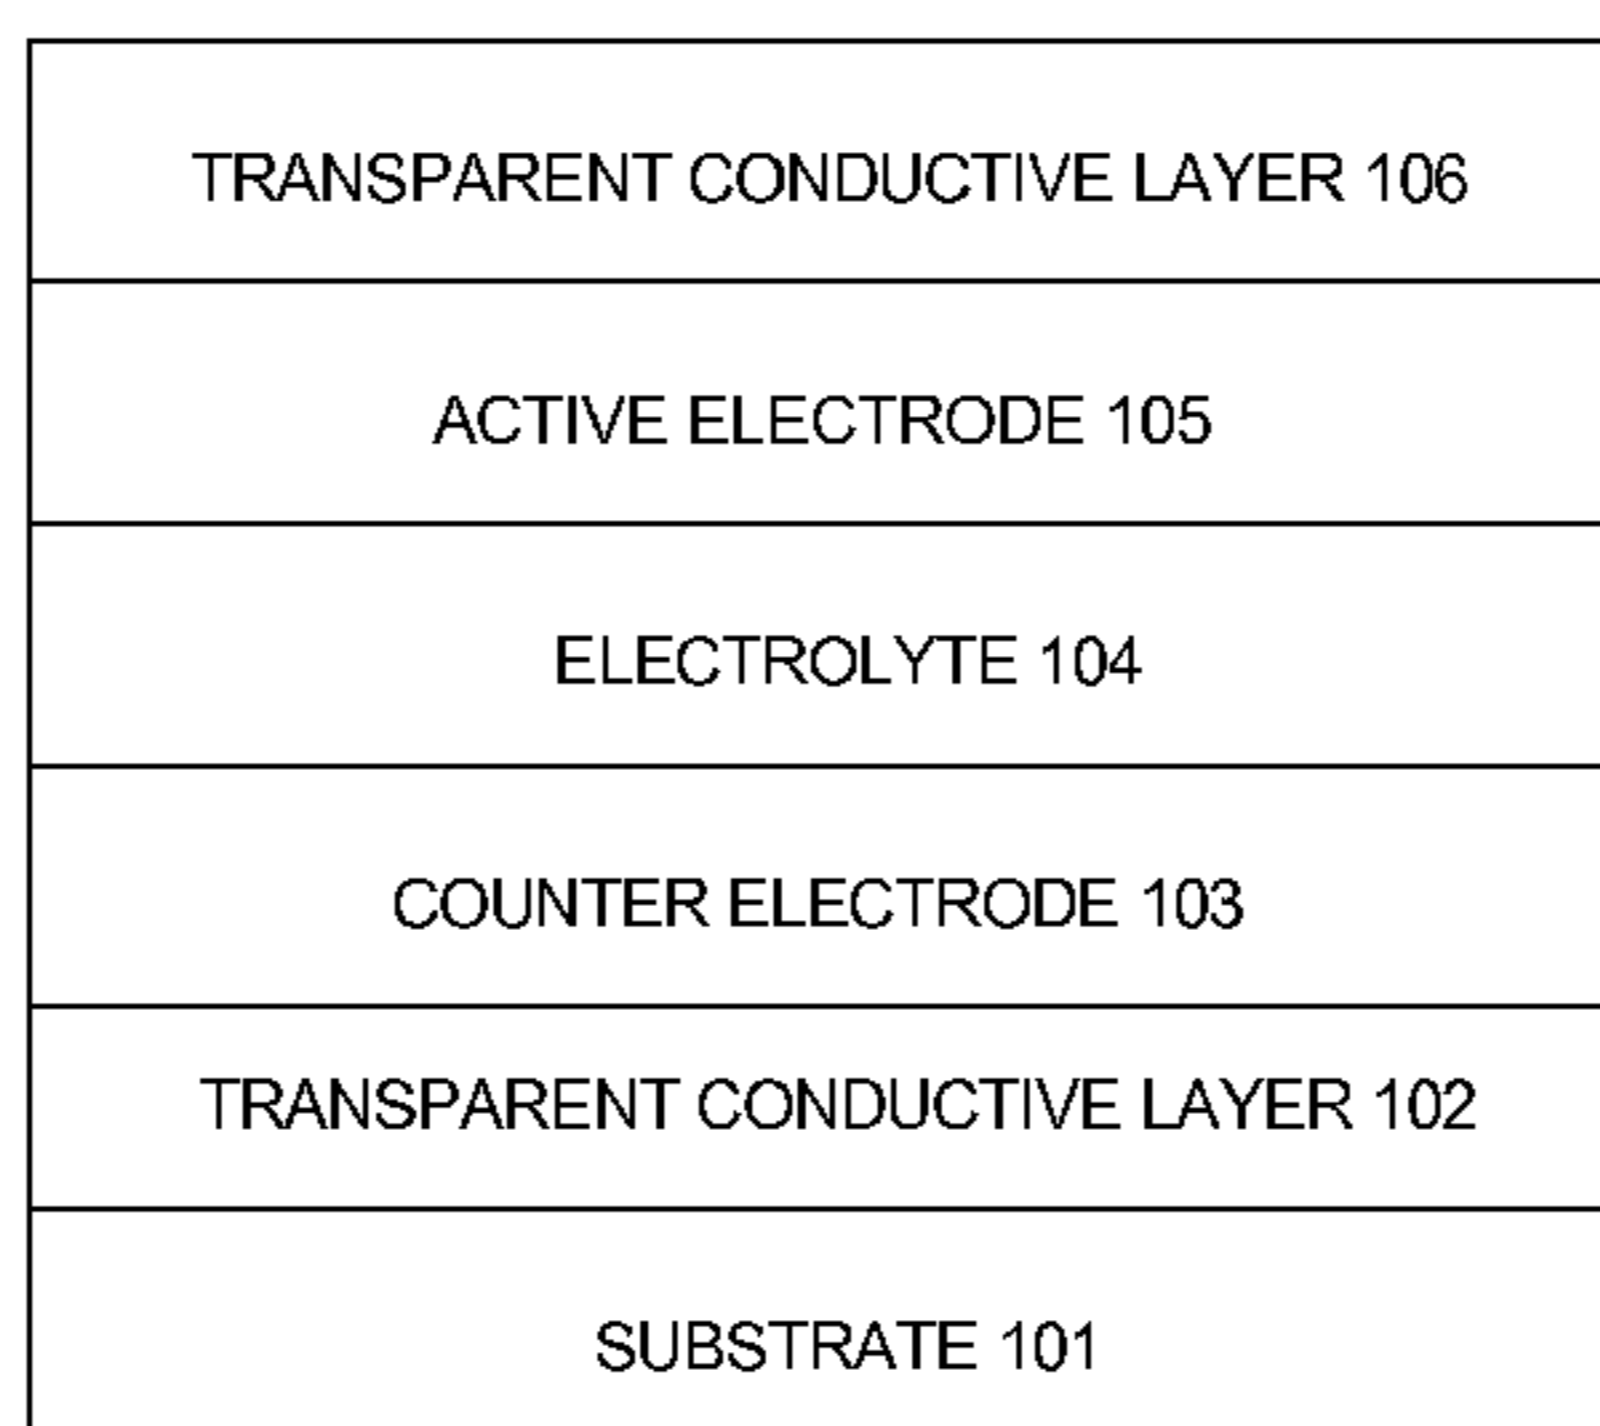 TRANSPARENT CONDUCTIVE LAYER 106
ACTIVE ELECTRODE 105
ELECTROLYTE 104
COUNTER ELECTRODE 103
TRANSPARENT CONDUCTIVE LAYER 102
SUBSTRATE 101